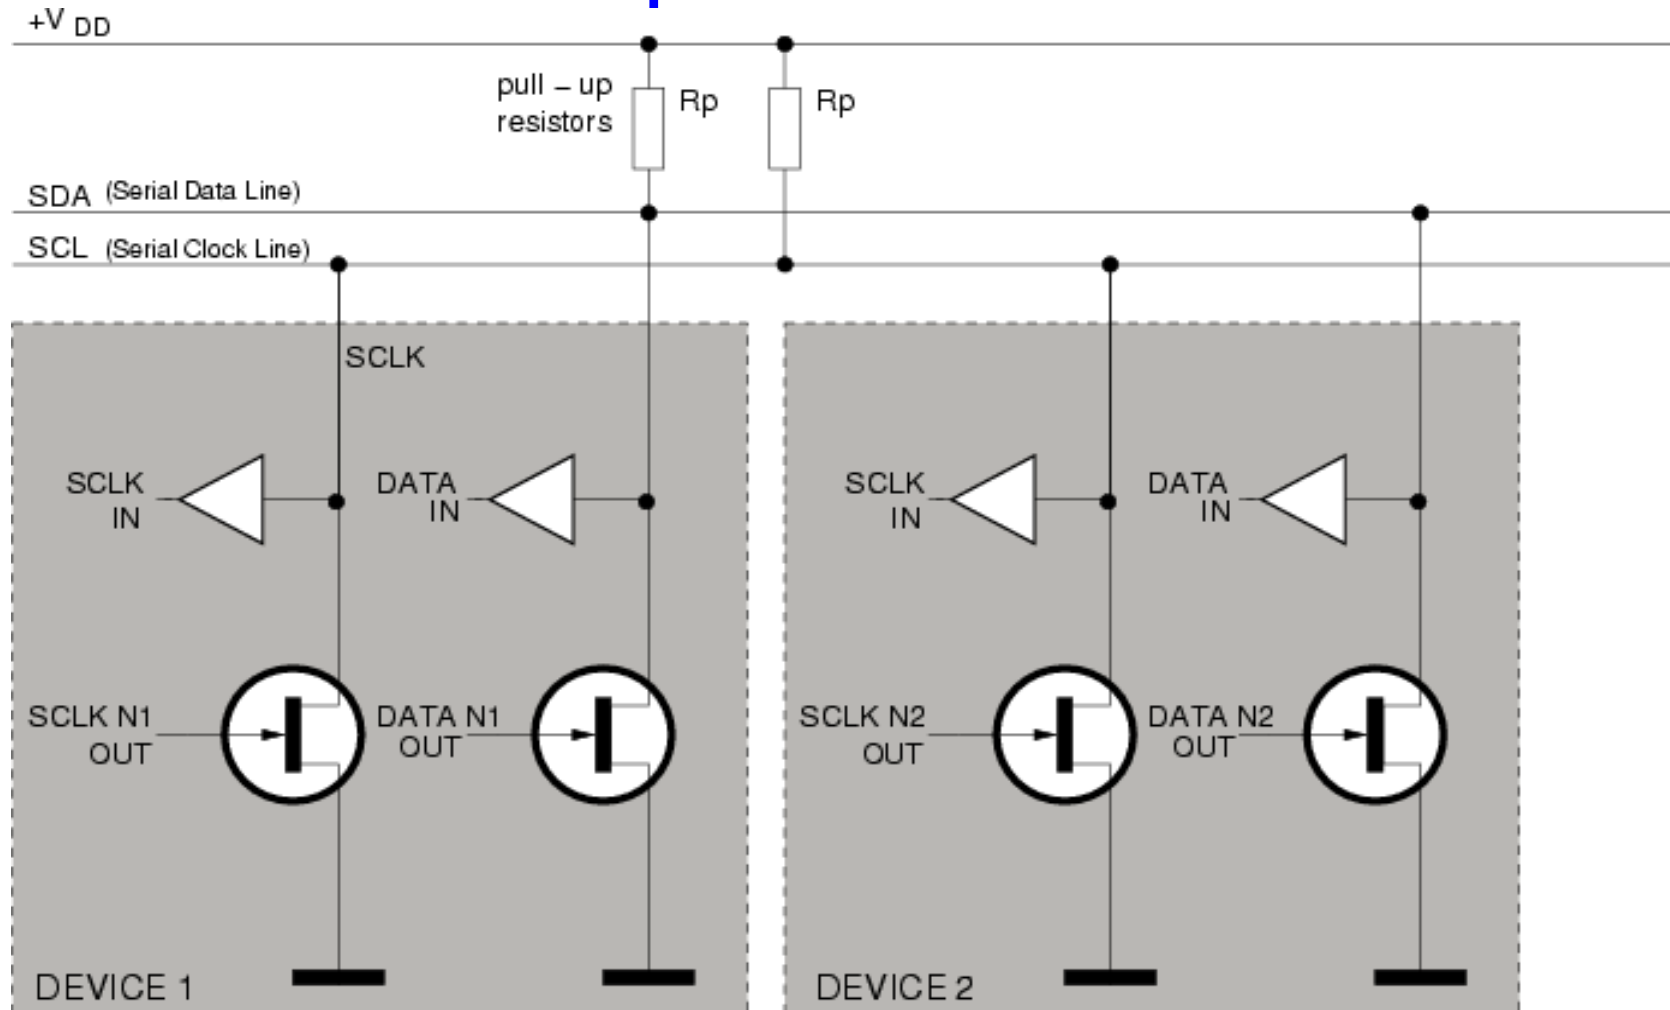 +V DD
pull – up
resistors
Rp
Rp
SDA (Serial Data Line)
SCL (Serial Clock Line)
SCLK
SCLK
IN
DATA
IN
SCLK
IN
DATA
IN
SCLK N1
OUT
DATA N1
OUT
SCLK N2
OUT
DATA N2
OUT
DEVICE 1
DEVICE 2